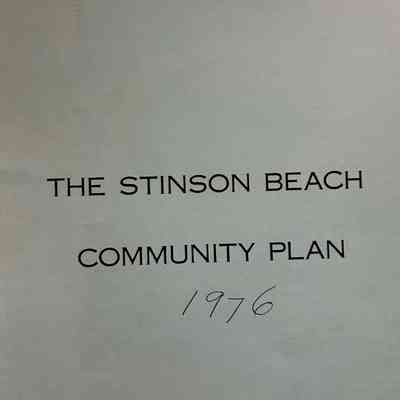 THE STINSON BEACH
COMMUNITY PLAN
1976